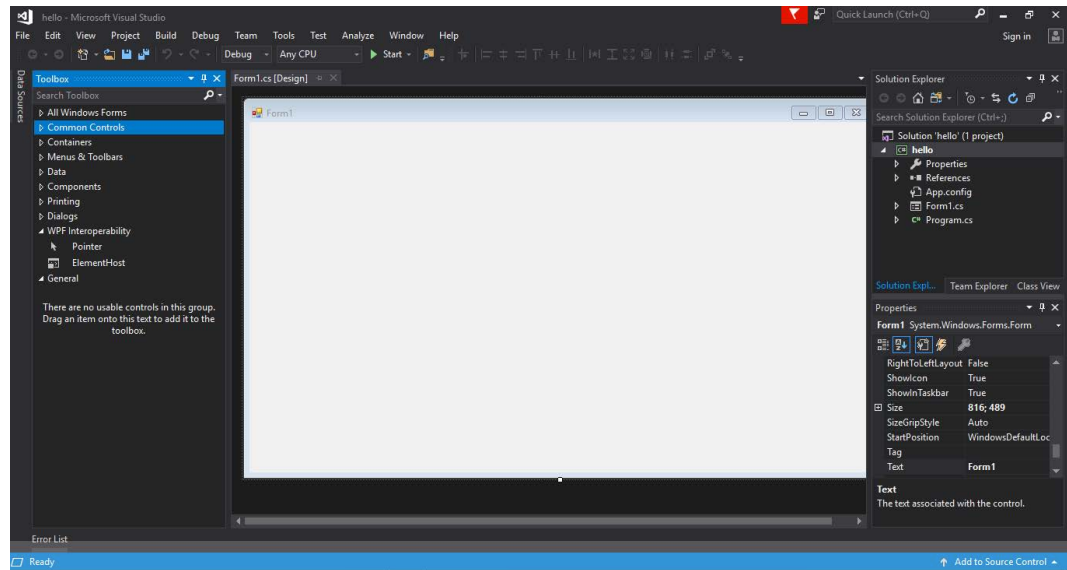 hello - Microsoft Visual Studio
Quick Launch (Ctrl+Q)
File Edit View Project Build Debug Team Tools Test Analyze Window Help
Sign in
Debug Any CPU Start
Data Sources
Toolbox
Search Toolbox
All Windows Forms
Common Controls
Containers
Menus & Toolbars
Data
Components
Printing
Dialogs
WPF Interoperability
Pointer
ElementHost
General
There are no usable controls in this group.
Drag an item onto this text to add it to the
toolbox.
Form1.cs [Design]
Form1
Solution Explorer
Search Solution Explorer (Ctrl+;)
Solution 'hello' (1 project)
C# hello
Properties
References
App.config
Form1.cs
C# Program.cs
Solution Expl... Team Explorer Class View
Properties
Form1 System.Windows.Forms.Form
RightToLeftLayout False
ShowIcon True
ShowInTaskbar True
Size 816; 489
SizeGripStyle Auto
StartPosition WindowsDefaultLoc
Tag
Text Form1
Text
The text associated with the control.
Error List
Ready
Add to Source Control